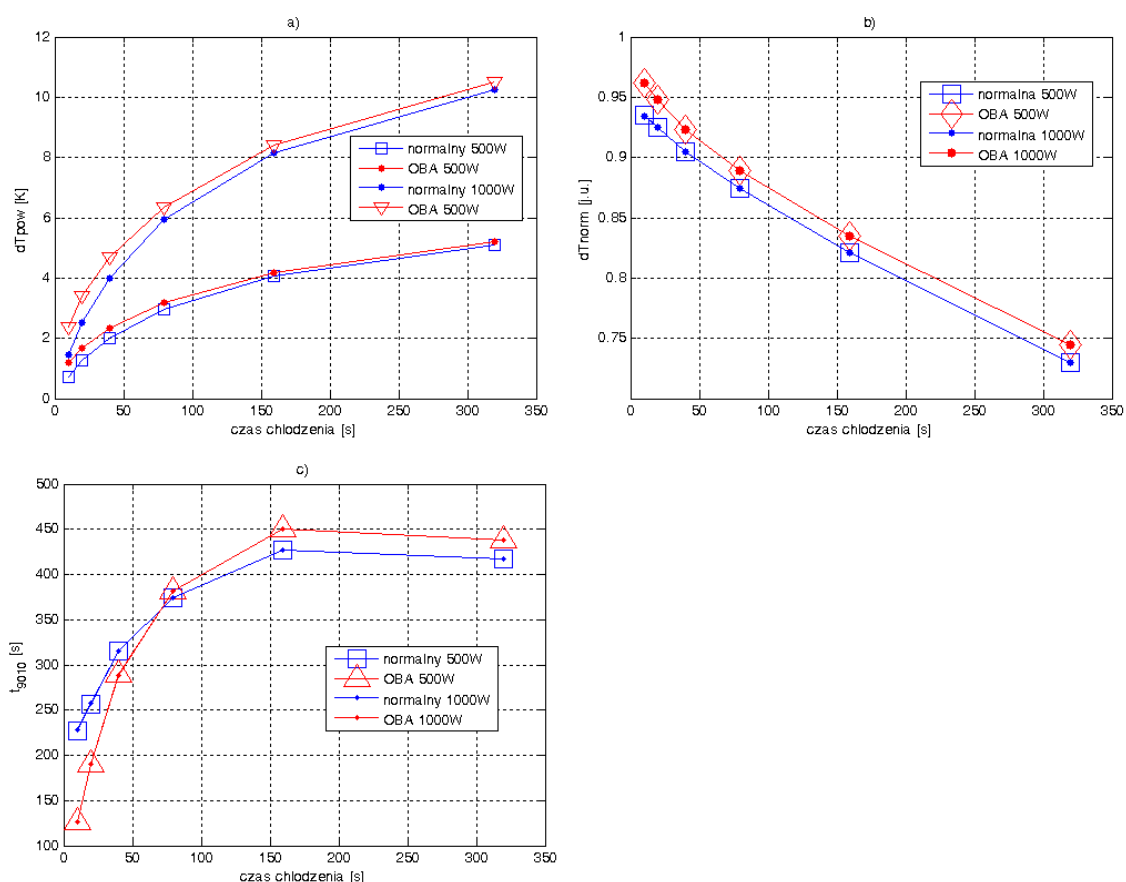 a)
12
10
8
6
4
2
0
dTpow [K]
normalny 500W
OBA 500W
normalny 1000W
OBA 500W
0 50 100 150 200 250 300 350
czas chlodzenia [s]
b)
0.95
0.9
0.85
0.8
0.75
dTnorm [j.u.]
normalna 500W
OBA 500W
normalna 1000W
OBA 1000W
0 50 100 150 200 250 300 350
czas chlodzenia [s]
c)
500
450
400
350
300
250
200
150
100
t_9010 [s]
normalny 500W
OBA 500W
normalny 1000W
OBA 1000W
0 50 100 150 200 250 300 350
czas chlodzenia [s]